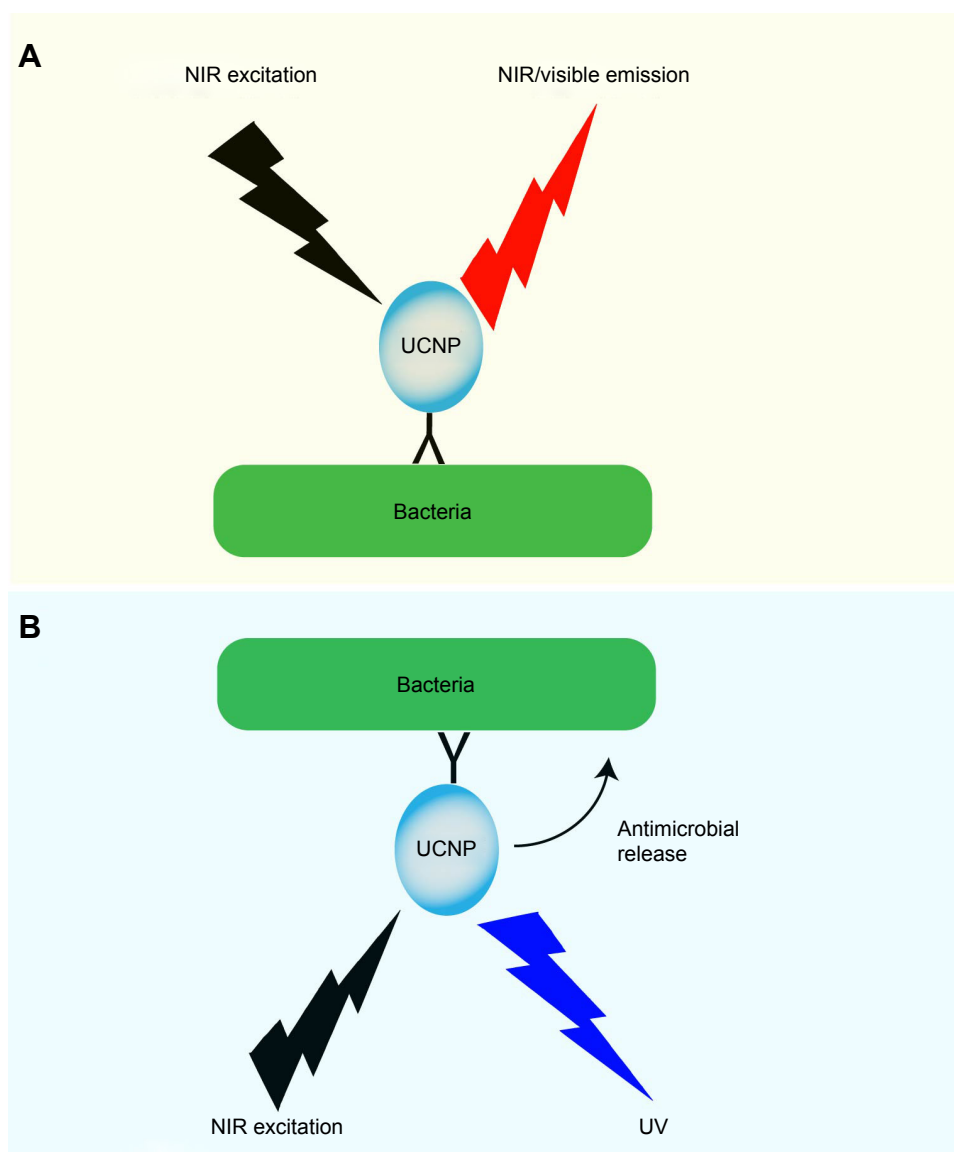 A
NIR excitation
NIR/visible emission
UCNP
Bacteria
B
Bacteria
UCNP
Antimicrobial
release
NIR excitation
UV